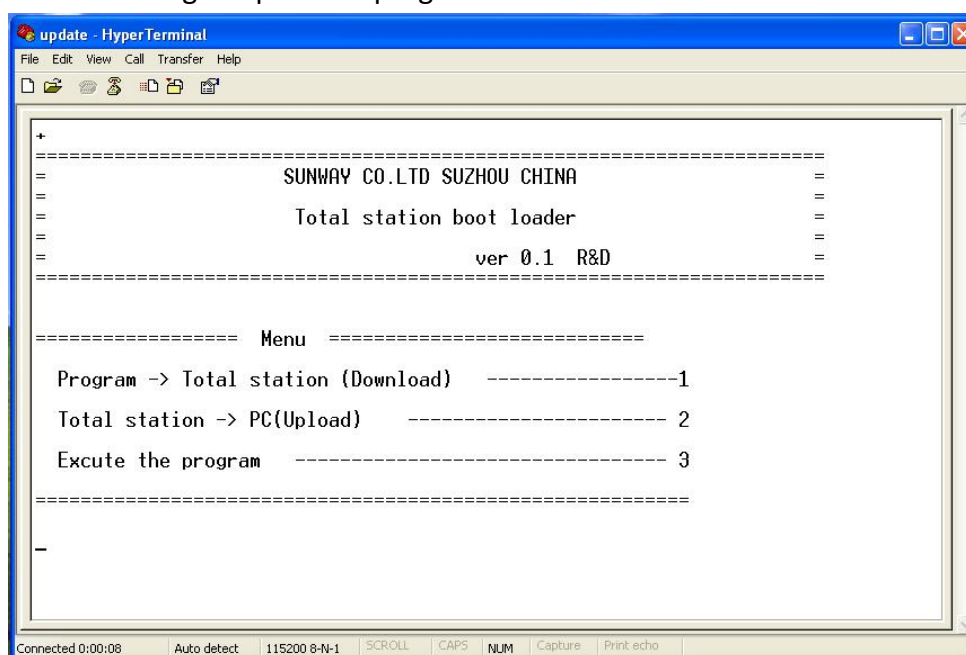 update - HyperTerminal
File Edit View Call Transfer Help
+
======================================================================
= SUNWAY CO.LTD SUZHOU CHINA =
= =
= Total station boot loader =
= =
= ver 0.1 R&D =
======================================================================
================== Menu ============================
Program -> Total station (Download) -----------------1
Total station -> PC(Upload) ----------------------- 2
Excute the program --------------------------------- 3
==========================================================
_
Connected 0:00:08 Auto detect 115200 8-N-1 SCROLL CAPS NUM Capture Print echo